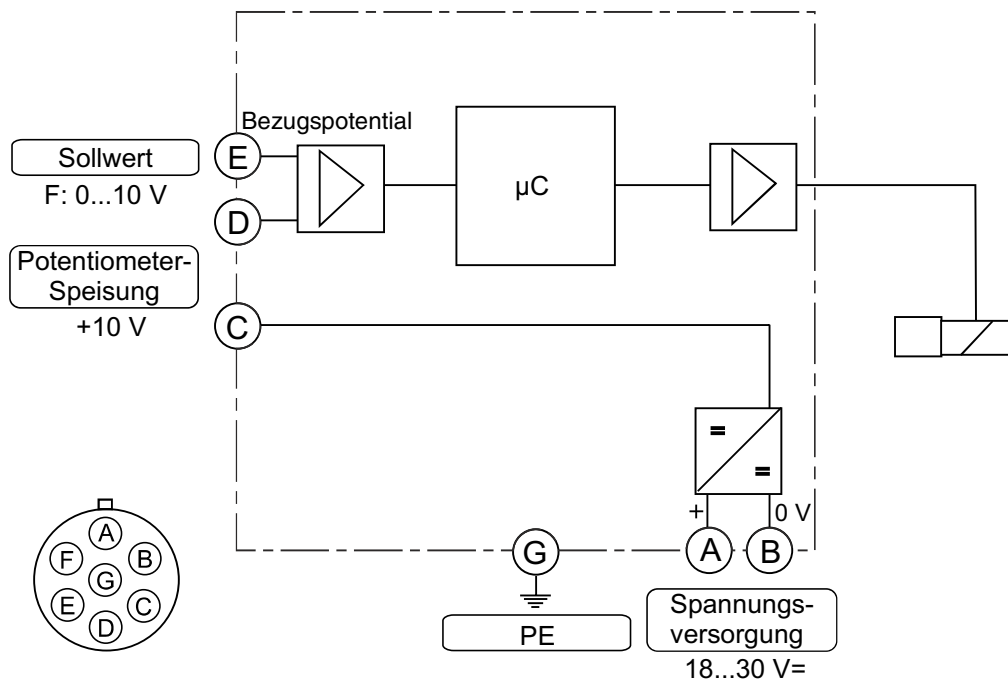 Bezugspotential
Sollwert
E
F: 0...10 V
D
µC
Potentiometer-
Speisung
+10 V
C
=
=
+
0 V
A
B
G
PE
Spannungs-
versorgung
18...30 V=
A
F
B
G
E
C
D